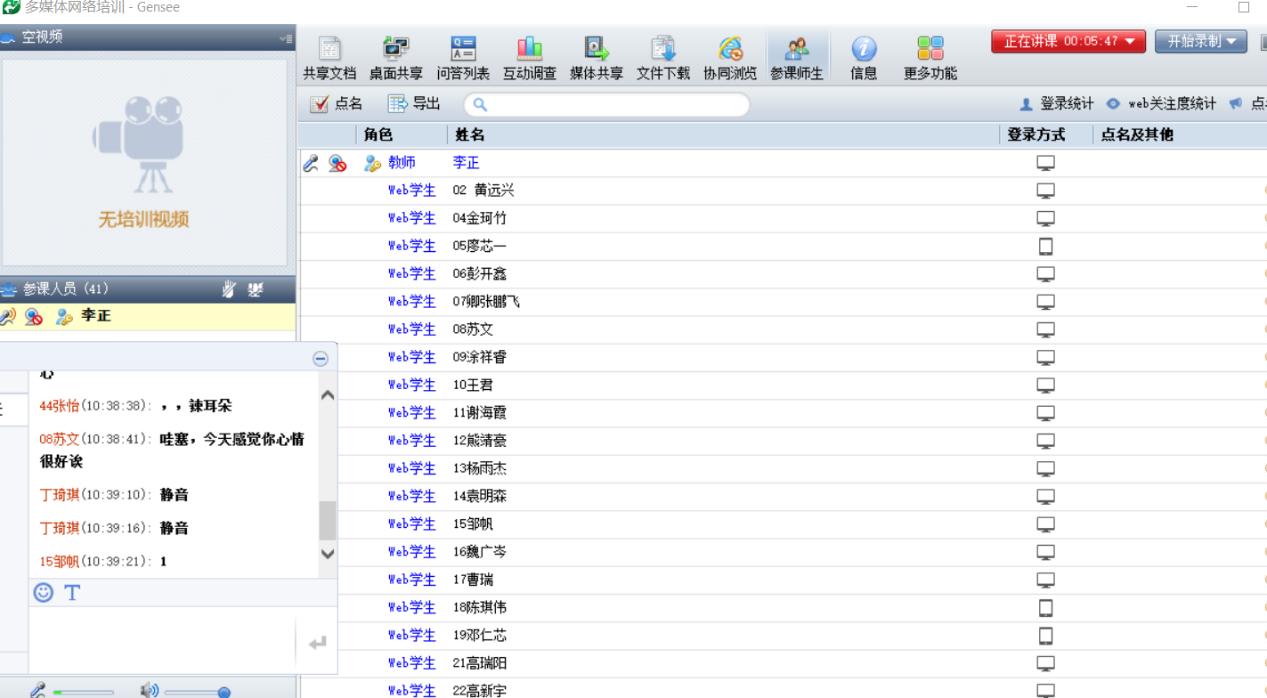 多媒体网络培训 - Gensee
空视频
共享文档 桌面共享 问答列表 互动调查 媒体共享 文件下载 协同浏览 参课师生 信息 更多功能
正在讲课 00:05:47 开始录制
点名 导出
登录统计 web关注度统计
角色 姓名 登录方式 点名及其他
教师 李正
Web学生 02 黄远兴
Web学生 04金珂竹
Web学生 05廖芯一
Web学生 06彭开鑫
Web学生 07卿张鹏飞
Web学生 08苏文
Web学生 09涂祥睿
Web学生 10王君
Web学生 11谢海霞
Web学生 12熊清豪
Web学生 13杨雨杰
Web学生 14袁明森
Web学生 15邹帆
Web学生 16魏广岑
Web学生 17曹瑞
Web学生 18陈琪伟
Web学生 19邓仁芯
Web学生 21高瑞阳
Web学生 22高新宇
无培训视频
参课人员 (41)
李正
心
44张怡(10:38:38): ，，辣耳朵
08苏文(10:38:41): 哇塞，今天感觉你心情
很好诶
丁琦琪(10:39:10): 静音
丁琦琪(10:39:16): 静音
15邹帆(10:39:21): 1